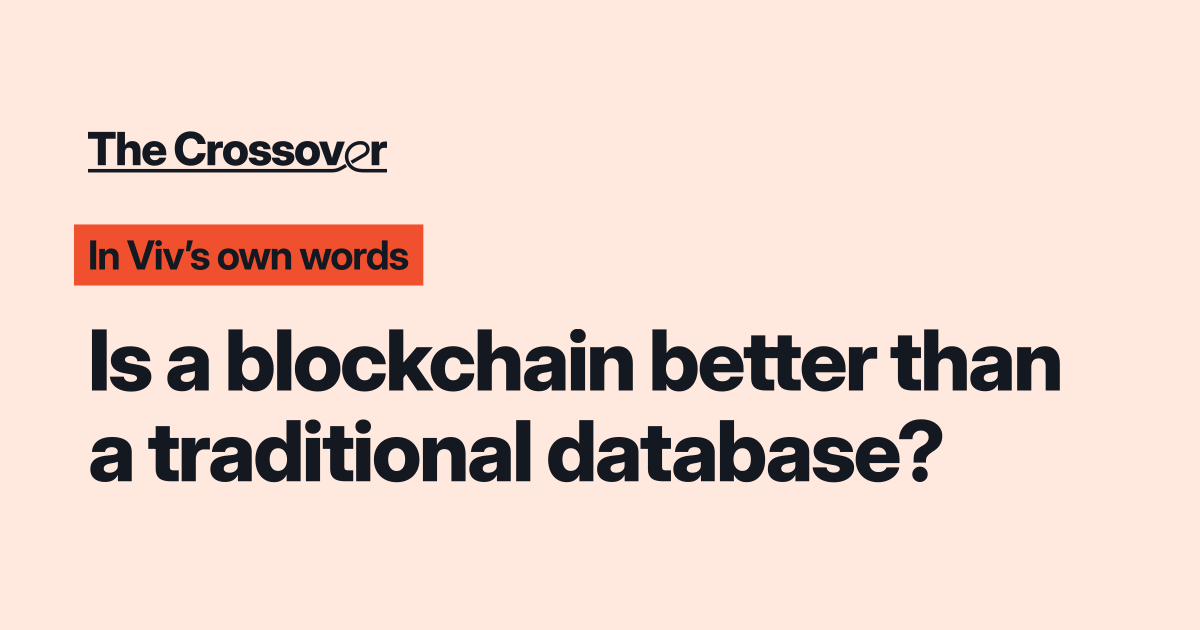 The Crossover
In Viv’s own words
Is a blockchain better than
a traditional database?